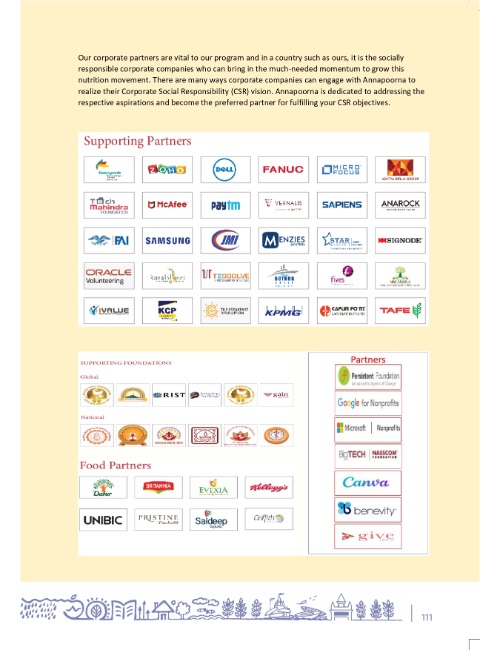 Our corporate partners are vital to our program and in a country such as ours, it is the socially
responsible corporate companies who can bring in the much-needed momentum to grow this
nutrition movement. There are many ways corporate companies can engage with Annapoorna to
realize their Corporate Social Responsibility (CSR) vision. Annapoorna is dedicated to addressing the
respective aspirations and become the preferred partner for fulfilling your CSR objectives.
Supporting Partners
ZOHO DELL FANUC MICRO FOCUS ADITYA BIRLA GROUP
Tech Mahindra FOUNDATION McAfee paytm VERNALIS SAPIENS ANAROCK
FAI SAMSUNG IMI MENZIES STAR SIGNODE
ORACLE Volunteering TESSOLVE fives
iVALUE KGP KPMG TAFE
SUPPORTING FOUNDATIONS
Global
RIST gain
National
Food Partners
Dabur BRITANNIA EVEXIA Kellogg's
UNIBIC PRISTINE Saideep Griffith
Partners
Persistent Foundation
Google for Nonprofits
Microsoft Nonprofits
BigTECH NASSCOM FOUNDATION
Canva
benevity
give
111